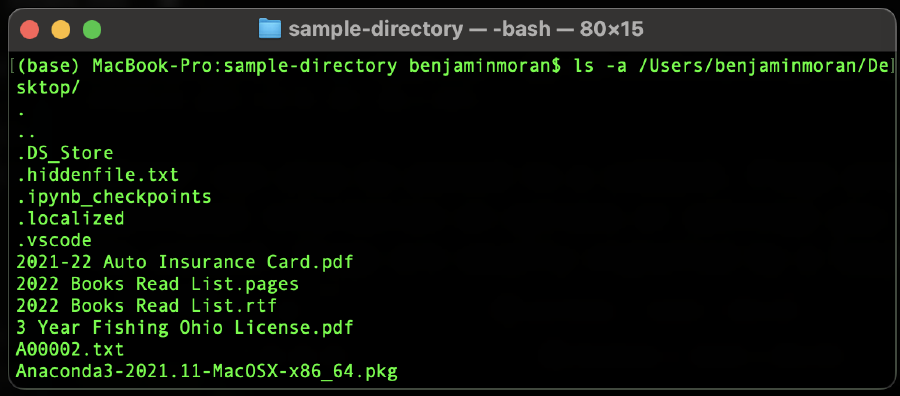 sample-directory — -bash — 80×15
[(base) MacBook-Pro:sample-directory benjaminmoran$ ls -a /Users/benjaminmoran/De]
sktop/
.
..
.DS_Store
.hiddenfile.txt
.ipynb_checkpoints
.localized
.vscode
2021-22 Auto Insurance Card.pdf
2022 Books Read List.pages
2022 Books Read List.rtf
3 Year Fishing Ohio License.pdf
A00002.txt
Anaconda3-2021.11-MacOSX-x86_64.pkg